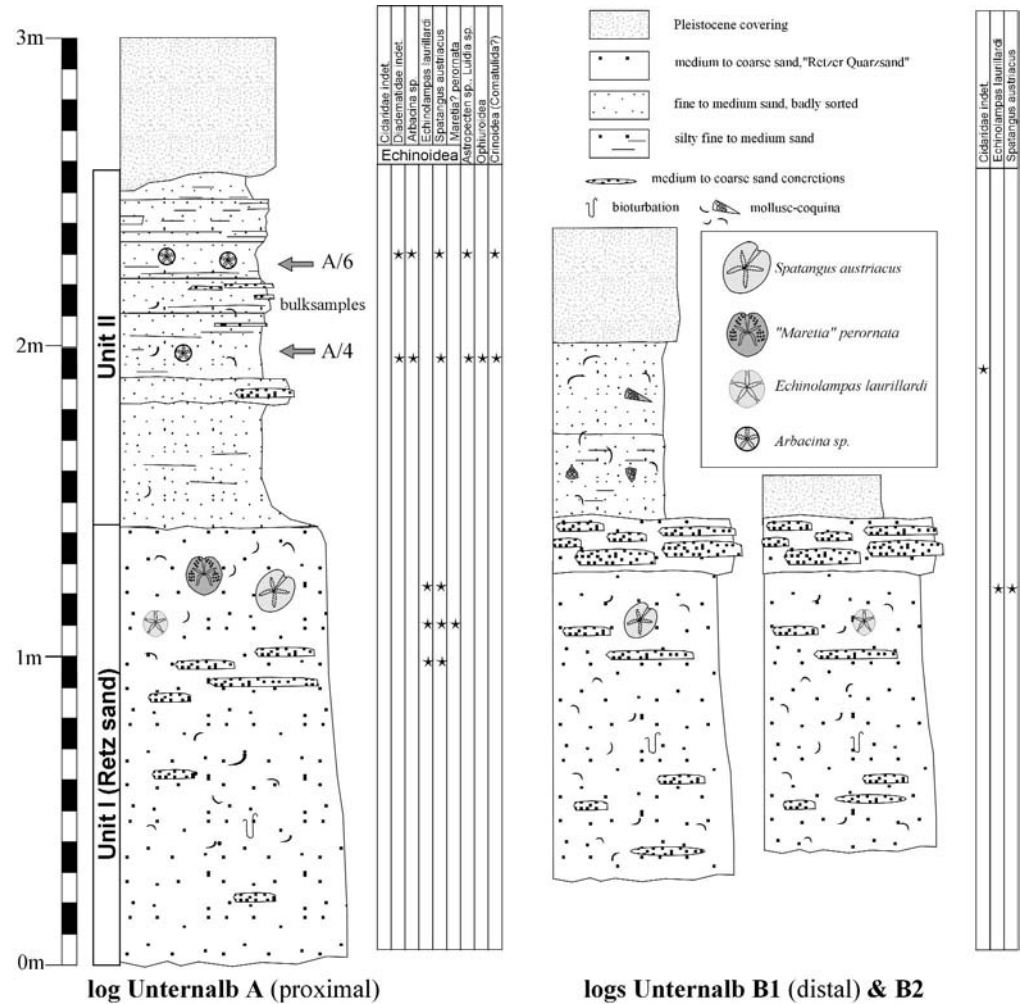 3m
2m
1m
0m
Unit II
Unit I (Retz sand)
A/6
bulksamples
A/4
Cidaridae indet.
Diadematidae indet.
Arbacina sp
Echinolampas laurillardi
Spatangus austriacus
Maretia? perornata
Astropecten sp., Luidia sp.
Ophiuroidea
Crinoidea (Comatulida?)
Echinoidea
log Unternalb A (proximal)
Pleistocene covering
medium to coarse sand,"Retzer Quarzsand"
fine to medium sand, badly sorted
silty fine to medium sand
medium to coarse sand concretions
bioturbation
mollusc-coquina
Spatangus austriacus
"Maretia" perornata
Echinolampas laurillardi
Arbacina sp.
Cidaridae indet.
Echinolampas laurillardi
Spatangus austriacus
logs Unternalb B1 (distal) & B2